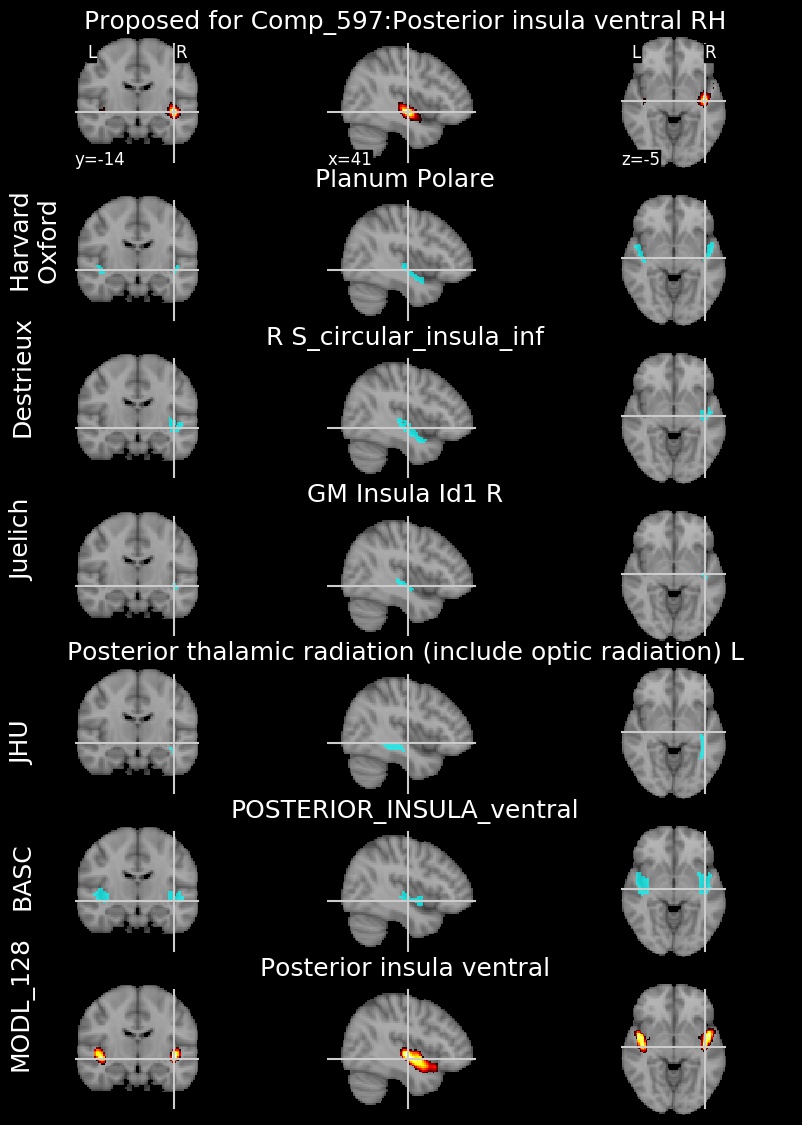 Proposed for Comp_597:Posterior insula ventral RH
L R
L R
y=-14
x=41
z=-5
Planum Polare
Harvard
Oxford
R S_circular_insula_inf
Destrieux
GM Insula Id1 R
Juelich
Posterior thalamic radiation (include optic radiation) L
JHU
POSTERIOR_INSULA_ventral
BASC
Posterior insula ventral
MODL_128